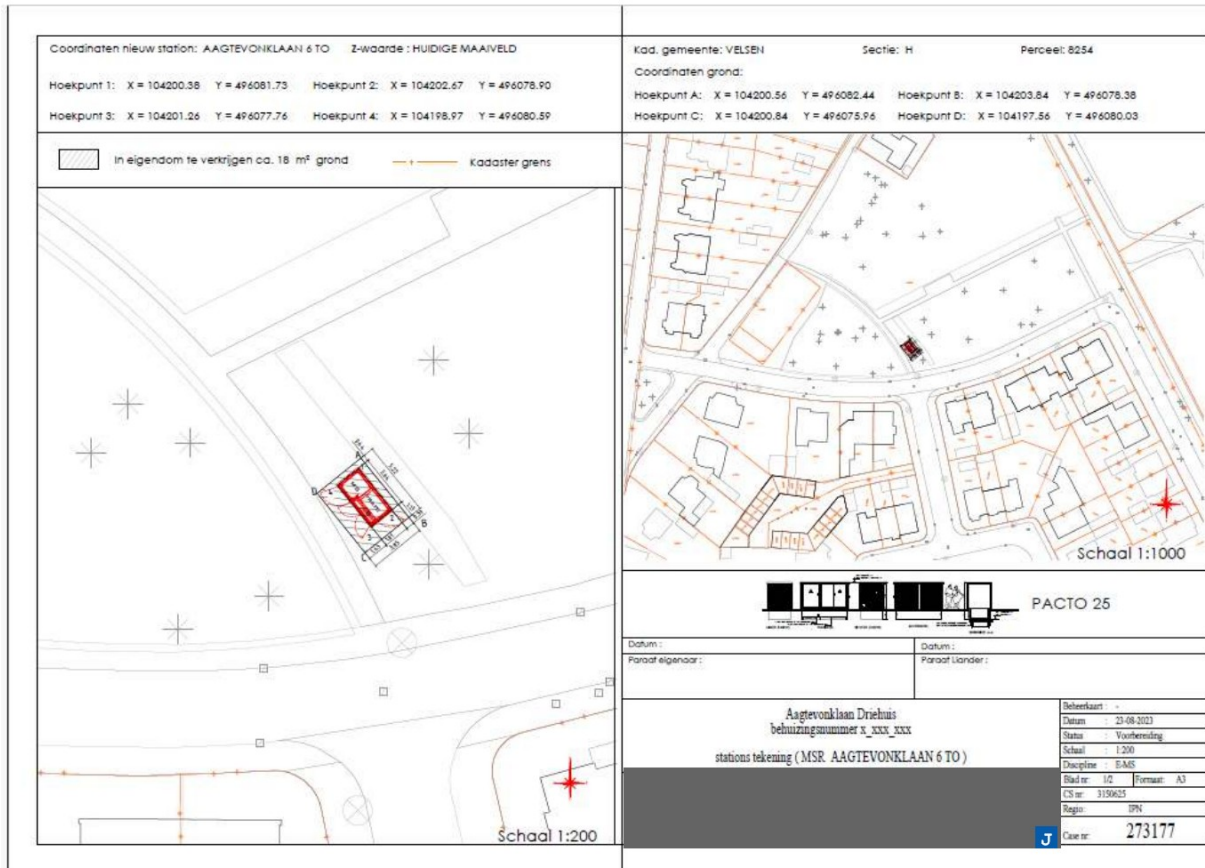 Coordinaten nieuw station: AAGTEVONKLAAN 6 TO Z-waarde : HUIDIGE MAAIVELD
Hoekpunt 1: X = 104200.38 Y = 496081.73 Hoekpunt 2: X = 104202.67 Y = 496078.90
Hoekpunt 3: X = 104201.26 Y = 496077.76 Hoekpunt 4: X = 104198.97 Y = 496080.59
In eigendom te verkrijgen ca. 18 m² grond
Kadaster grens
Kad. gemeente: VELSEN Sectie: H Perceel: 8254
Coordinaten grond:
Hoekpunt A: X = 104200.56 Y = 496082.44 Hoekpunt B: X = 104203.84 Y = 496078.38
Hoekpunt C: X = 104200.84 Y = 496075.96 Hoekpunt D: X = 104197.56 Y = 496080.03
A
D
B
C
Schaal 1:200
Schaal 1:1000
PACTO 25
Datum :
Paraaf eigenaar :
Datum :
Paraaf Liander :
Aagtevonklaan Driehuis
behuizingsnummer x_xxx_xxx
stations tekening ( MSR AAGTEVONKLAAN 6 TO )
Beheerkaart : -
Datum : 23-08-2023
Status : Voorbereiding
Schaal : 1:200
Discipline : E-MS
Blad nr: 1/2 Formaat: A3
CS nr: 3150625
Regio: IPN
Case nr: 273177
J